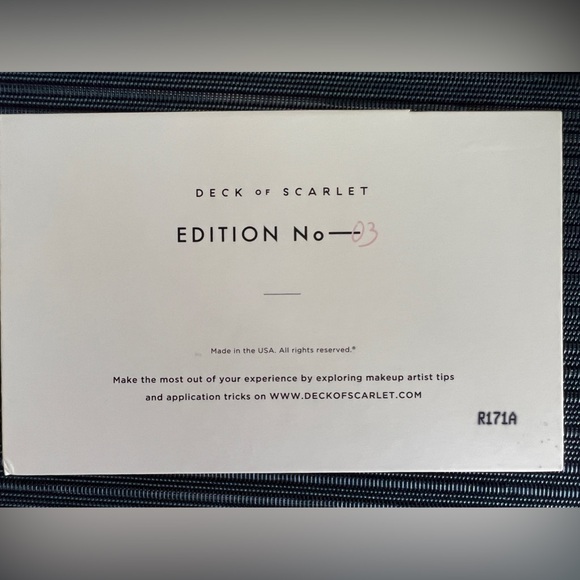 DECK OF SCARLET
EDITION No—03
Made in the USA. All rights reserved.®
Make the most out of your experience by exploring makeup artist tips
and application tricks on WWW.DECKOFSCARLET.COM
R171A